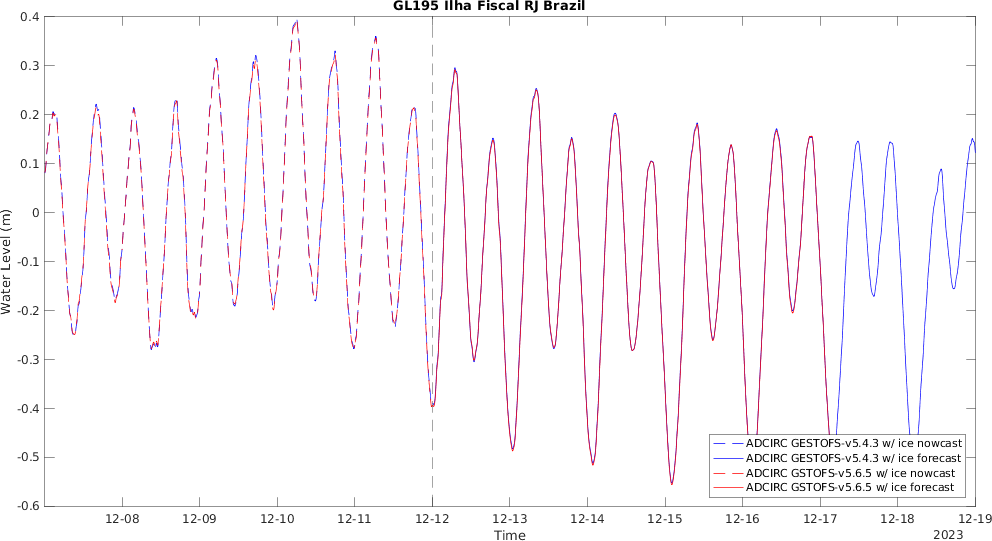 GL195 Ilha Fiscal RJ Brazil
0.4
0.3
0.2
0.1
0
-0.1
-0.2
-0.3
-0.4
-0.5
-0.6
Water Level (m)
ADCIRC GESTOFS-v5.4.3 w/ ice nowcast
ADCIRC GESTOFS-v5.4.3 w/ ice forecast
ADCIRC GSTOFS-v5.6.5 w/ ice nowcast
ADCIRC GSTOFS-v5.6.5 w/ ice forecast
12-08 12-09 12-10 12-11 12-12 12-13 12-14 12-15 12-16 12-17 12-18 12-19
Time
2023